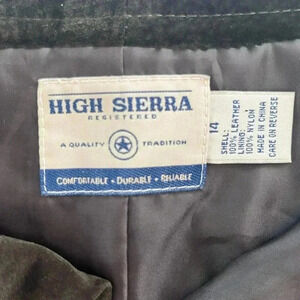 HIGH SIERRA
REGISTERED
A QUALITY TRADITION
COMFORTABLE • DURABLE • RELIABLE
14
SHELL:
100% LEATHER
LINING:
100% NYLON
MADE IN CHINA
CARE ON REVERSE